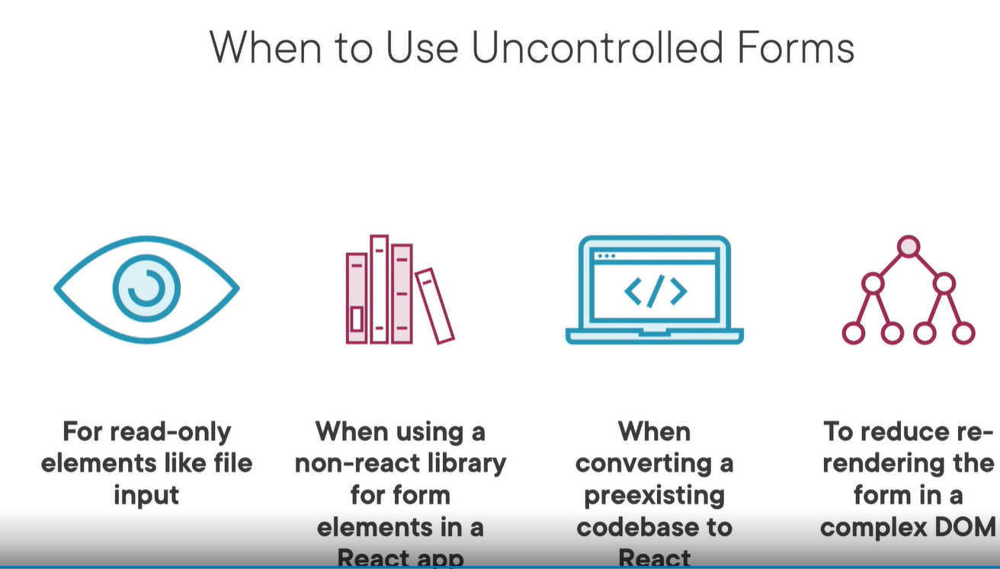 When to Use Uncontrolled Forms
For read-only
elements like file
input
When using a
non-react library
for form
elements in a
React app
When
converting a
preexisting
codebase to
React
To reduce re-
rendering the
form in a
complex DOM